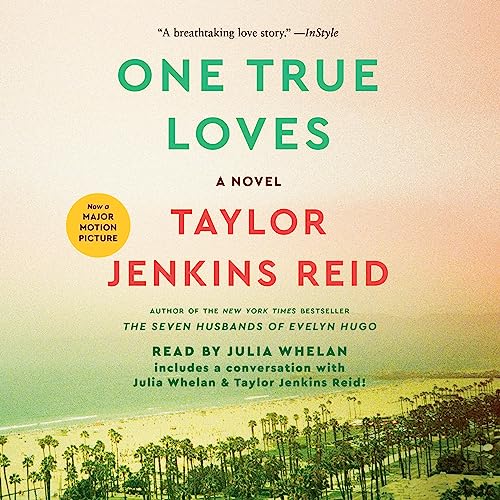 "A breathtaking love story." —InStyle
ONE TRUE
LOVES
A NOVEL
Now a
MAJOR
MOTION
PICTURE
TAYLOR
JENKINS REID
AUTHOR OF THE NEW YORK TIMES BESTSELLER
THE SEVEN HUSBANDS OF EVELYN HUGO
READ BY JULIA WHELAN
includes a conversation with
Julia Whelan & Taylor Jenkins Reid!